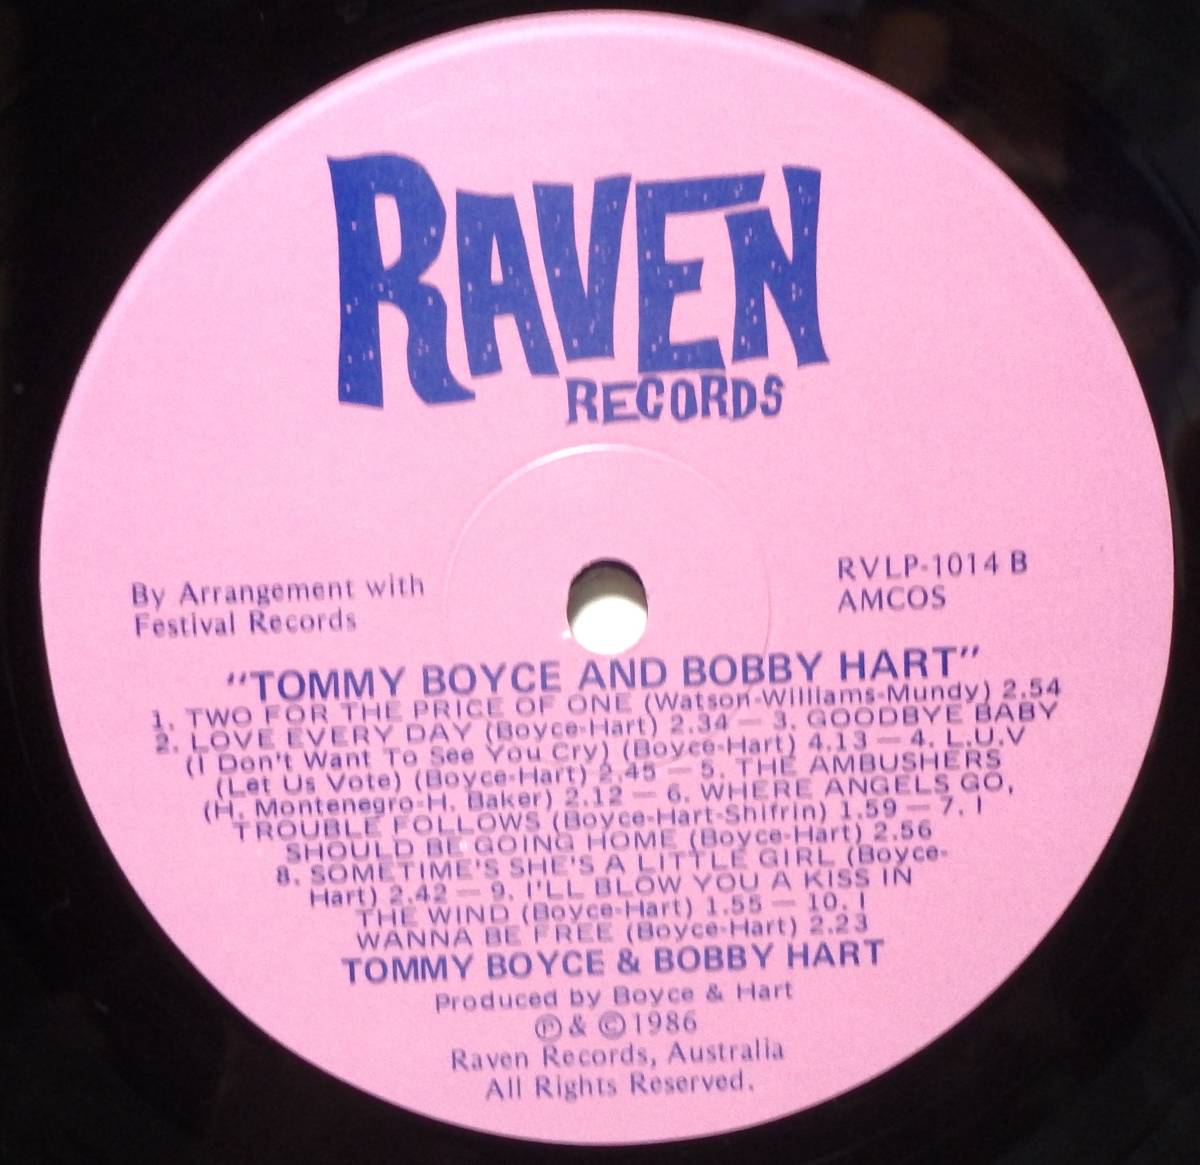 RAVEN
RECORDS
By Arrangement with
Festival Records
RVLP-1014 B
AMCOS
"TOMMY BOYCE AND BOBBY HART"
1. TWO FOR THE PRICE OF ONE (Watson-Williams-Mundy) 2.54
2. LOVE EVERY DAY (Boyce-Hart) 2.34 — 3. GOODBYE BABY
(I Don't Want To See You Cry) (Boyce-Hart) 4.13 — 4. L.U.V
(Let Us Vote) (Boyce-Hart) 2.45 — 5. THE AMBUSHERS
(H. Montenegro-H. Baker) 2.12 — 6. WHERE ANGELS GO,
TROUBLE FOLLOWS (Boyce-Hart-Shifrin) 1.59 — 7. I
SHOULD BE GOING HOME (Boyce-Hart) 2.56
8. SOMETIME'S SHE'S A LITTLE GIRL (Boyce-
Hart) 2.42 — 9. I'LL BLOW YOU A KISS IN
THE WIND (Boyce-Hart) 1.55 — 10. I
WANNA BE FREE (Boyce-Hart) 2.23
TOMMY BOYCE & BOBBY HART
Produced by Boyce & Hart
℗ & © 1986
Raven Records, Australia
All Rights Reserved.